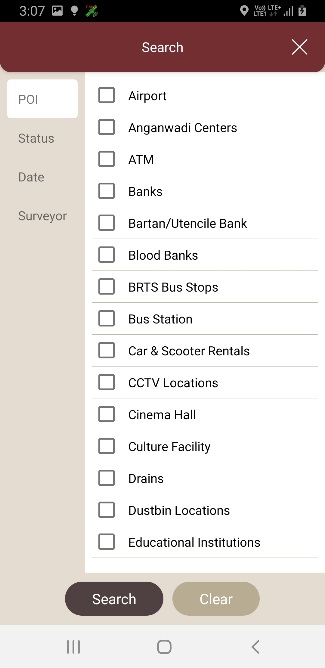 3:07
Vo)) LTE+
LTE1
Search
POI
Status
Date
Surveyor
Airport
Anganwadi Centers
ATM
Banks
Bartan/Utencile Bank
Blood Banks
BRTS Bus Stops
Bus Station
Car & Scooter Rentals
CCTV Locations
Cinema Hall
Culture Facility
Drains
Dustbin Locations
Educational Institutions
Search
Clear